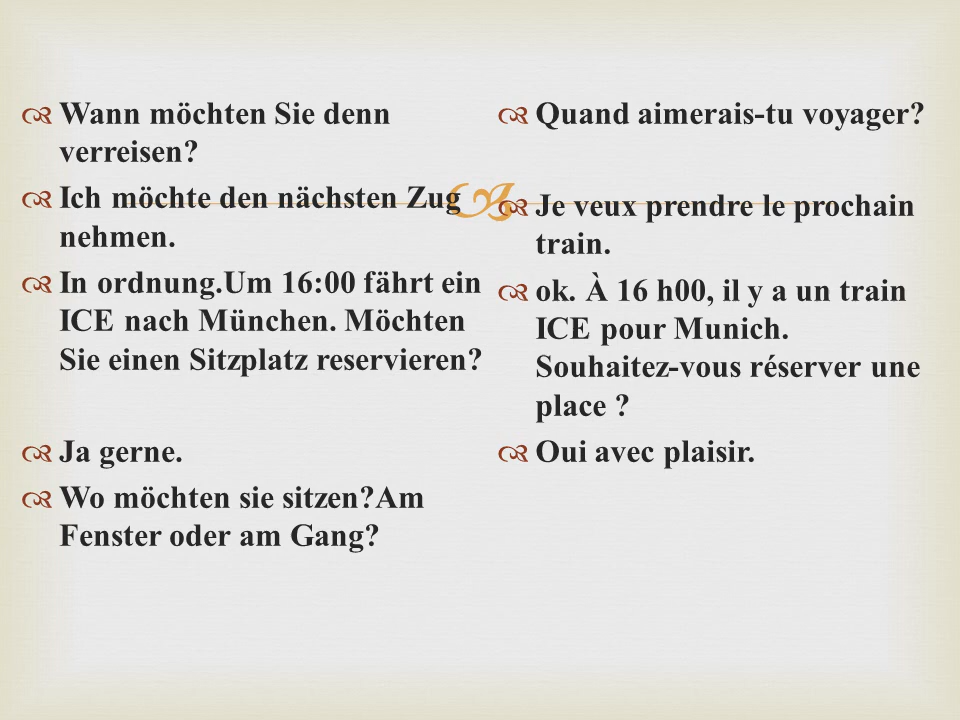 Wann möchten Sie denn
verreisen?
Ich möchte den nächsten Zug
nehmen.
In ordnung.Um 16:00 fährt ein
ICE nach München. Möchten
Sie einen Sitzplatz reservieren?
Ja gerne.
Wo möchten sie sitzen?Am
Fenster oder am Gang?
Quand aimerais-tu voyager?
Je veux prendre le prochain
train.
ok. À 16 h00, il y a un train
ICE pour Munich.
Souhaitez-vous réserver une
place ?
Oui avec plaisir.